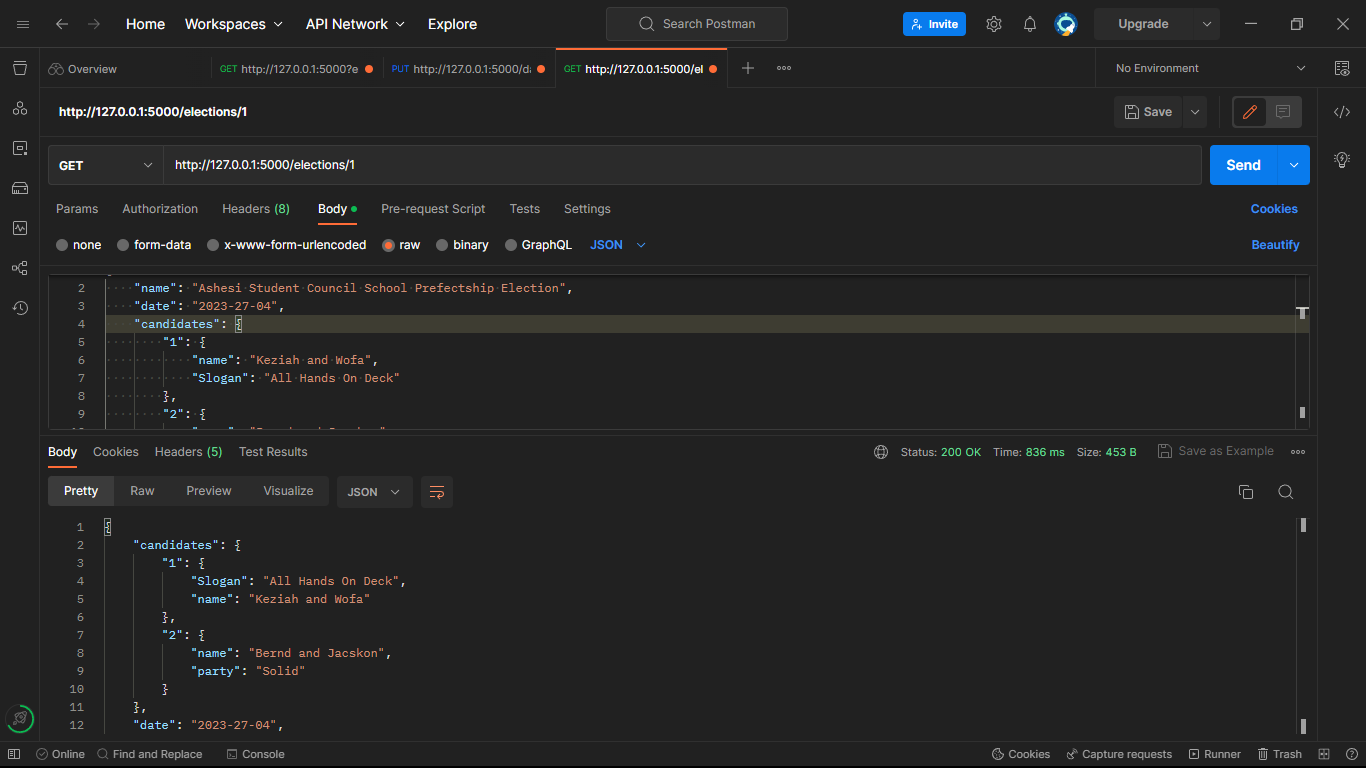 Home Workspaces API Network Explore Search Postman Invite Upgrade
Overview GET http://127.0.0.1:5000?e PUT http://127.0.0.1:5000/d GET http://127.0.0.1:5000/el No Environment
http://127.0.0.1:5000/elections/1 Save
GET http://127.0.0.1:5000/elections/1 Send
Params Authorization Headers (8) Body Pre-request Script Tests Settings Cookies
none form-data x-www-form-urlencoded raw binary GraphQL JSON Beautify
2 "name": "Ashesi Student Council School Prefectship Election",
3 "date": "2023-27-04",
4 "candidates": {
5 "1": {
6 "name": "Keziah and Wofa",
7 "Slogan": "All Hands On Deck"
8 },
9 "2": {
Body Cookies Headers (5) Test Results Status: 200 OK Time: 836 ms Size: 453 B Save as Example
Pretty Raw Preview Visualize JSON
1 {
2 "candidates": {
3 "1": {
4 "Slogan": "All Hands On Deck",
5 "name": "Keziah and Wofa"
6 },
7 "2": {
8 "name": "Bernd and Jacskon",
9 "party": "Solid"
10 }
11 },
12 "date": "2023-27-04",
Online Find and Replace Console Cookies Capture requests Runner Trash